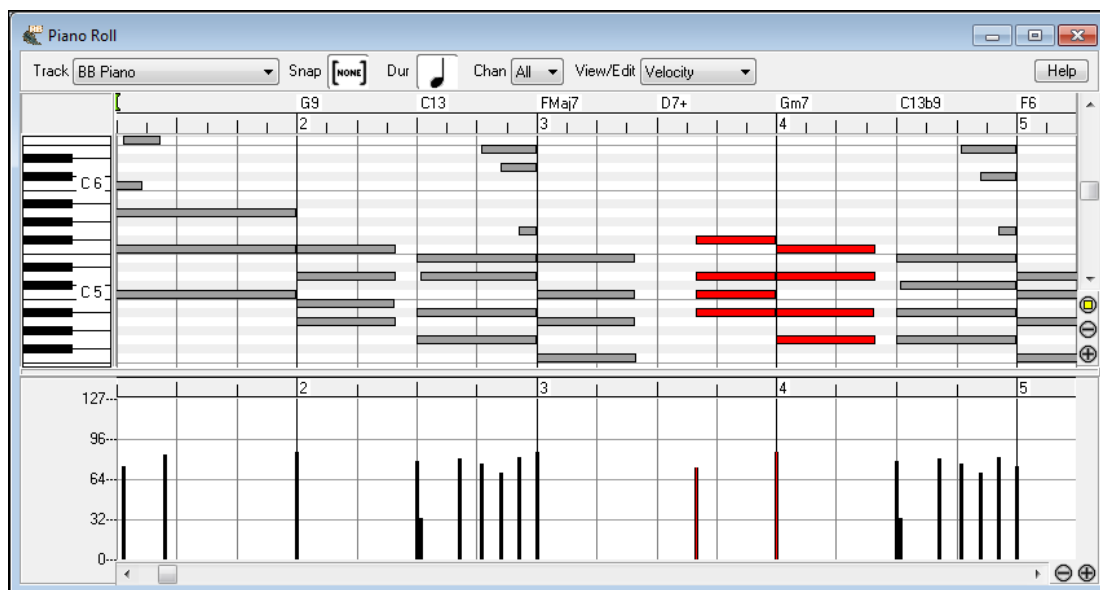 Piano Roll
Track BB Piano Snap [NONE] Dur Chan All View/Edit Velocity Help
G9 C13 FMaj7 D7+ Gm7 C13b9 F6
2 3 4 5
C 6
C 5
2 3 4 5
127
96
64
32
0